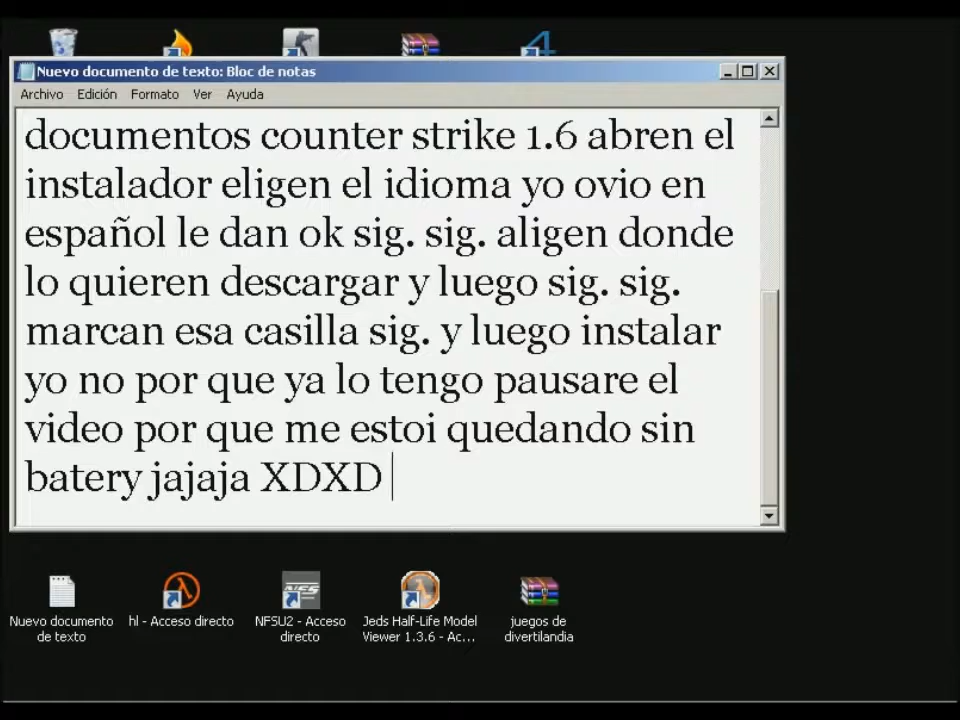 Nuevo documento de texto: Bloc de notas
Archivo Edición Formato Ver Ayuda
documentos counter strike 1.6 abren el
instalador eligen el idioma yo ovio en
español le dan ok sig. sig. aligen donde
lo quieren descargar y luego sig. sig.
marcan esa casilla sig. y luego instalar
yo no por que ya lo tengo pausare el
video por que me estoi quedando sin
batery jajaja XDXD
Nuevo documento
de texto
hl - Acceso directo
NFSU2 - Acceso
directo
Jeds Half-Life Model
Viewer 1.3.6 - Ac...
juegos de
divertilandia